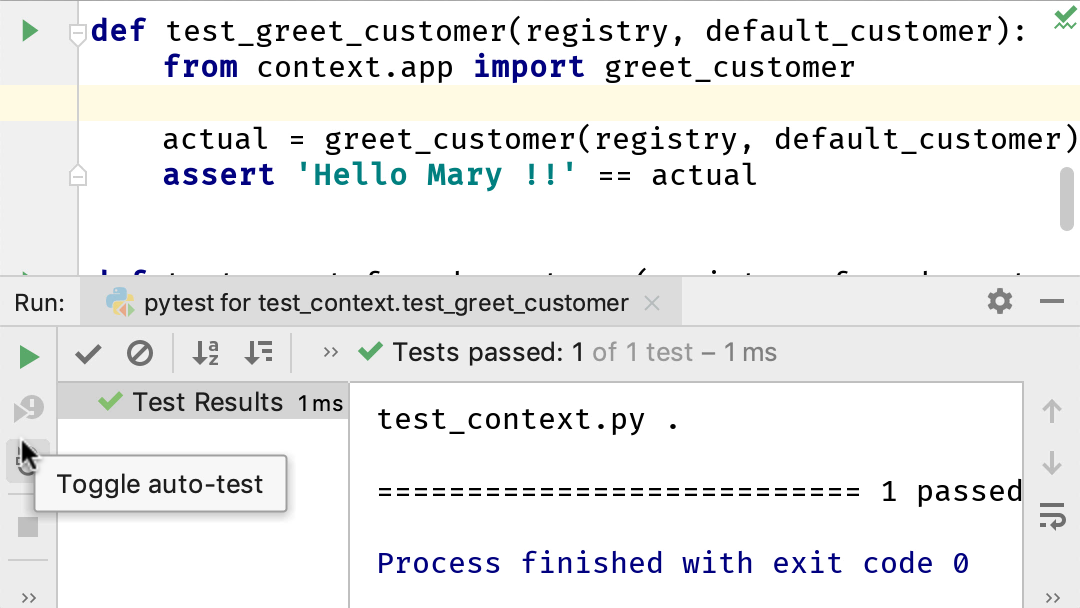 def test_greet_customer(registry, default_customer):
from context.app import greet_customer
actual = greet_customer(registry, default_customer)
assert 'Hello Mary !!' == actual
Run: pytest for test_context.test_greet_customer
Tests passed: 1 of 1 test – 1 ms
Test Results 1 ms
test_context.py .
=========================== 1 passed
Toggle auto-test
Process finished with exit code 0